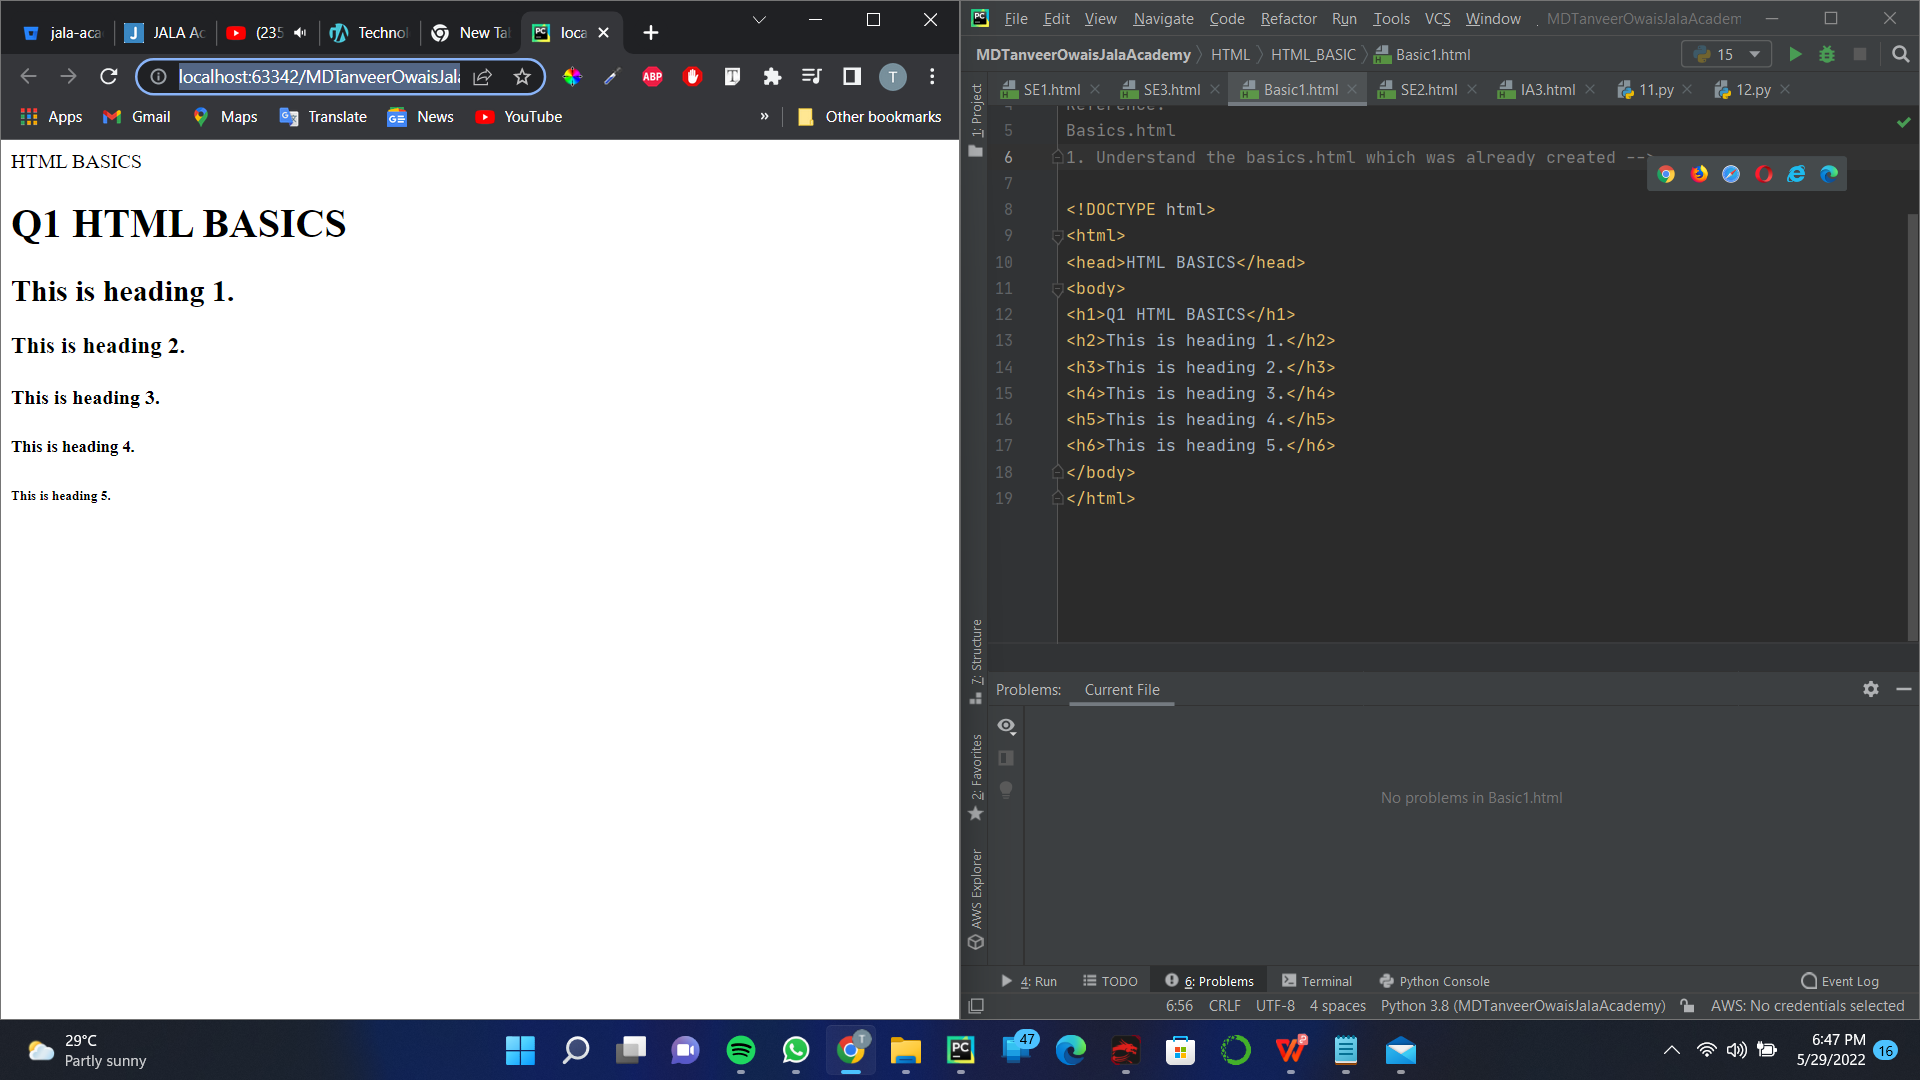 jala-aca
JALA Ac
(235
Technol
New Tab
loca
localhost:63342/MDTanveerOwaisJala
ABP
T
Apps
Gmail
Maps
Translate
News
YouTube
»
Other bookmarks
HTML BASICS
Q1 HTML BASICS
This is heading 1.
This is heading 2.
This is heading 3.
This is heading 4.
This is heading 5.
File Edit View Navigate Code Refactor Run Tools VCS Window MDTanveerOwaisJalaAcadem
MDTanveerOwaisJalaAcademy HTML HTML_BASIC Basic1.html
15
SE1.html SE3.html Basic1.html SE2.html IA3.html 11.py 12.py
1: Project
5 Basics.html
6 1. Understand the basics.html which was already created -->
7
8 <!DOCTYPE html>
9 <html>
10 <head>HTML BASICS</head>
11 <body>
12 <h1>Q1 HTML BASICS</h1>
13 <h2>This is heading 1.</h2>
14 <h3>This is heading 2.</h3>
15 <h4>This is heading 3.</h4>
16 <h5>This is heading 4.</h5>
17 <h6>This is heading 5.</h6>
18 </body>
19 </html>
7: Structure
2: Favorites
AWS Explorer
Problems: Current File
No problems in Basic1.html
4: Run TODO 6: Problems Terminal Python Console Event Log
6:56 CRLF UTF-8 4 spaces Python 3.8 (MDTanveerOwaisJalaAcademy) AWS: No credentials selected
29°C
Partly sunny
T
PC
47
6:47 PM
5/29/2022
16